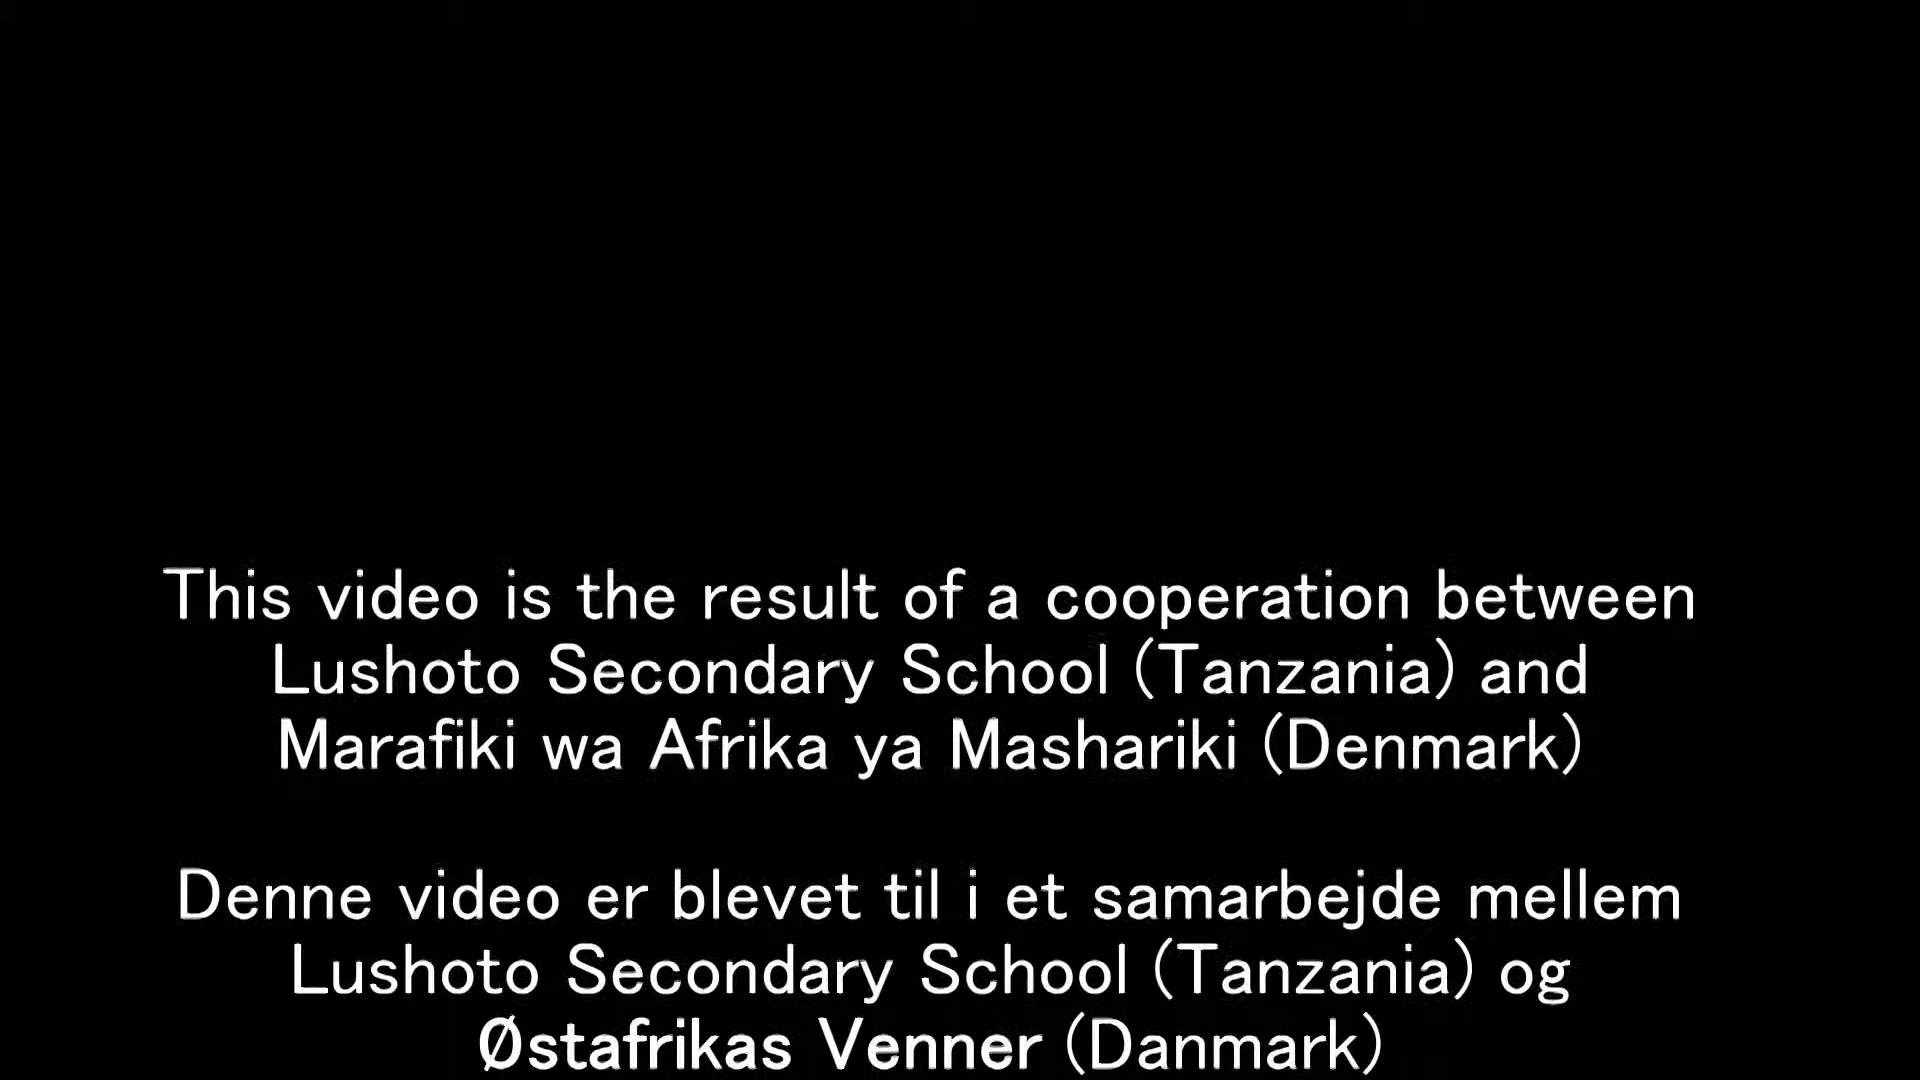 This video is the result of a cooperation between
Lushoto Secondary School (Tanzania) and
Marafiki wa Afrika ya Mashariki (Denmark)
Denne video er blevet til i et samarbejde mellem
Lushoto Secondary School (Tanzania) og
Østafrikas Venner (Danmark)